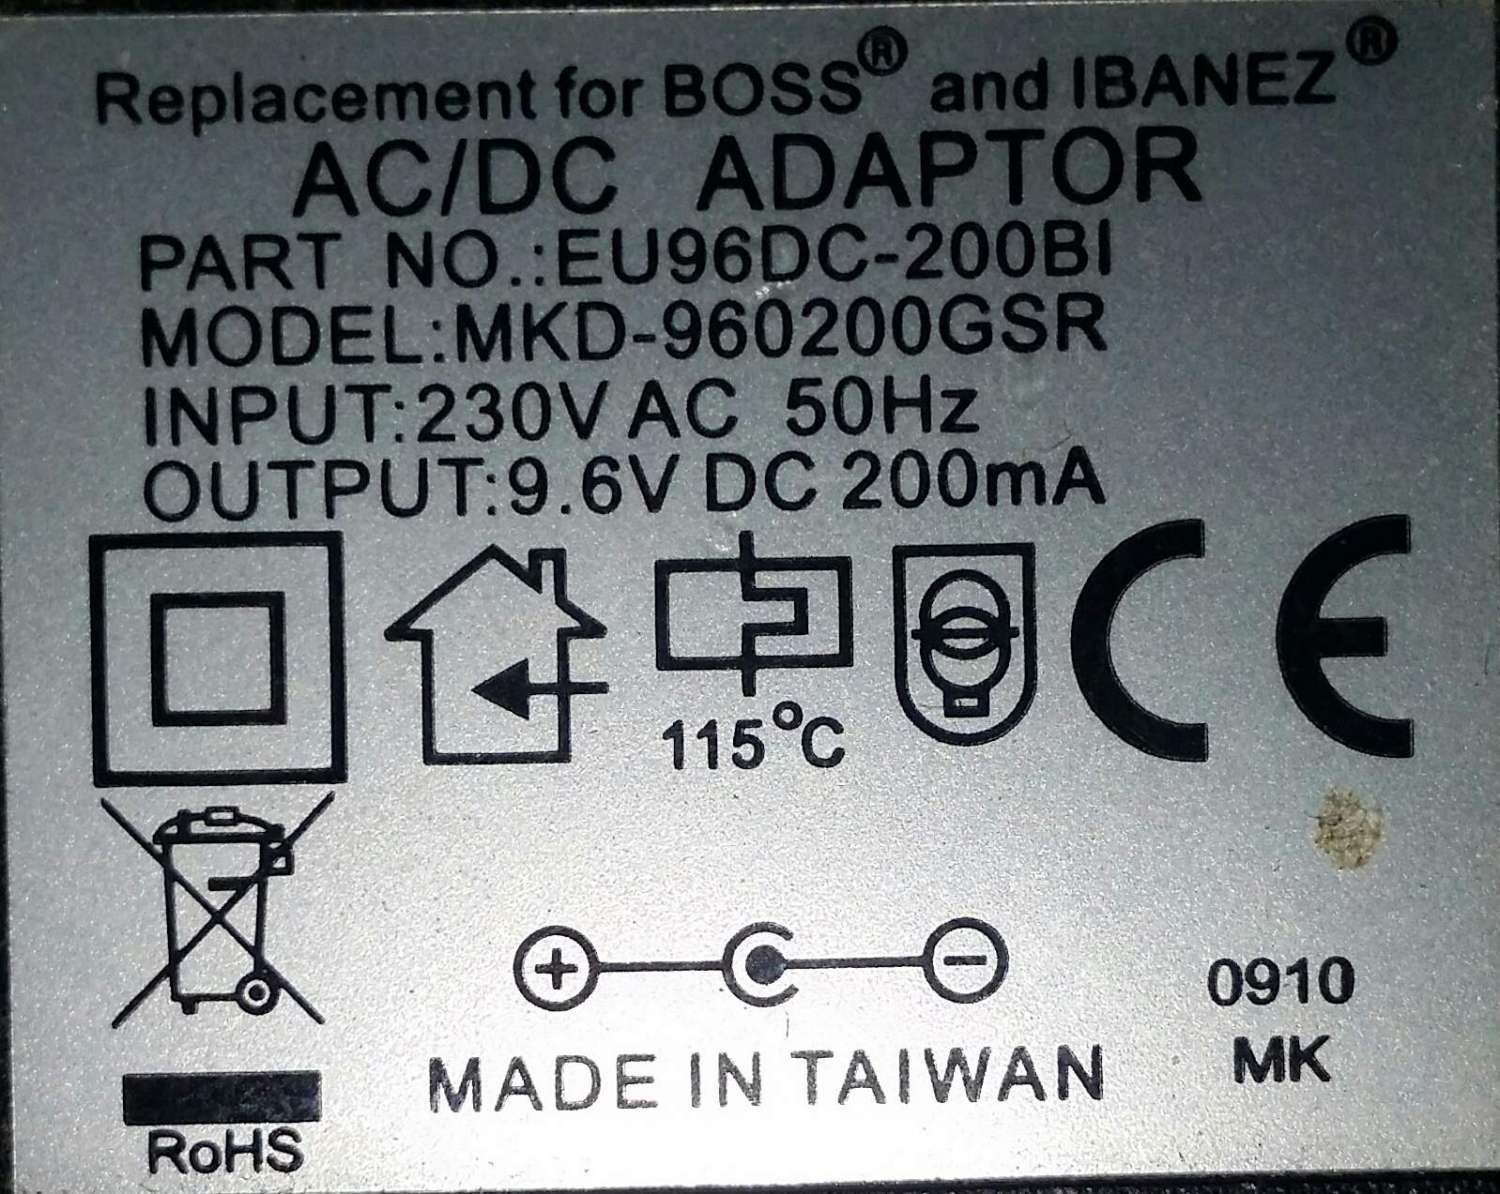 Replacement for BOSS® and IBANEZ®
AC/DC ADAPTOR
PART NO.:EU96DC-200BI
MODEL:MKD-960200GSR
INPUT:230V AC 50Hz
OUTPUT:9.6V DC 200mA
115°C
CE
+ −
0910
MADE IN TAIWAN
MK
RoHS